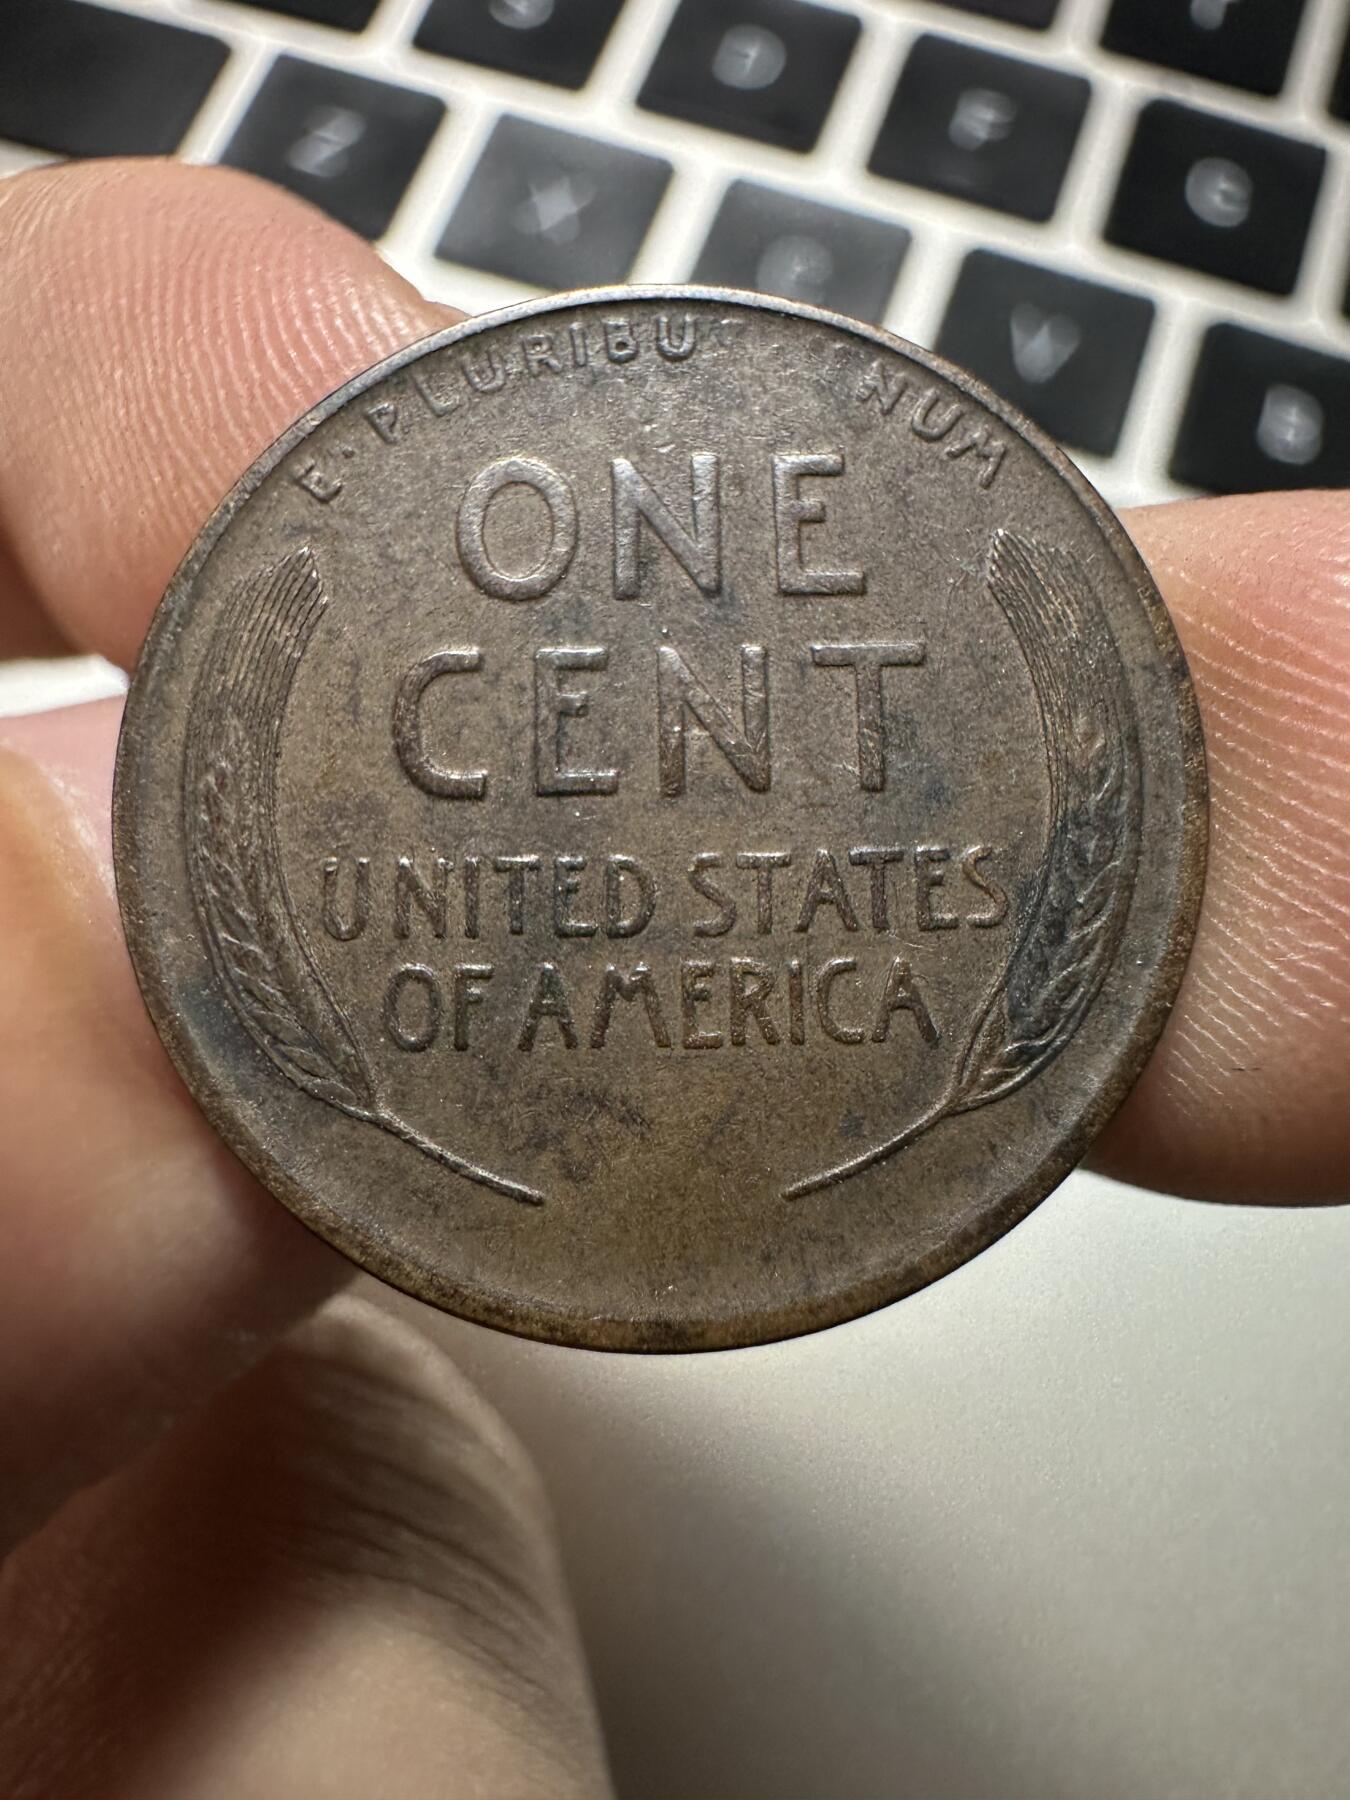 D F G
Z X C V B
E·PLURIBU NUM
ONE
CENT
UNITED STATES
OF AMERICA